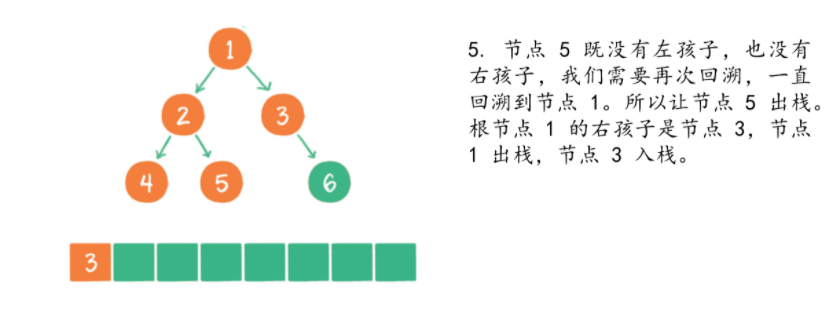 1
2
3
4
5
6
3
5. 节点 5 既没有左孩子，也没有
右孩子，我们需要再次回溯，一直
回溯到节点 1。所以让节点 5 出栈。
根节点 1 的右孩子是节点 3，节点
1 出栈，节点 3 入栈。